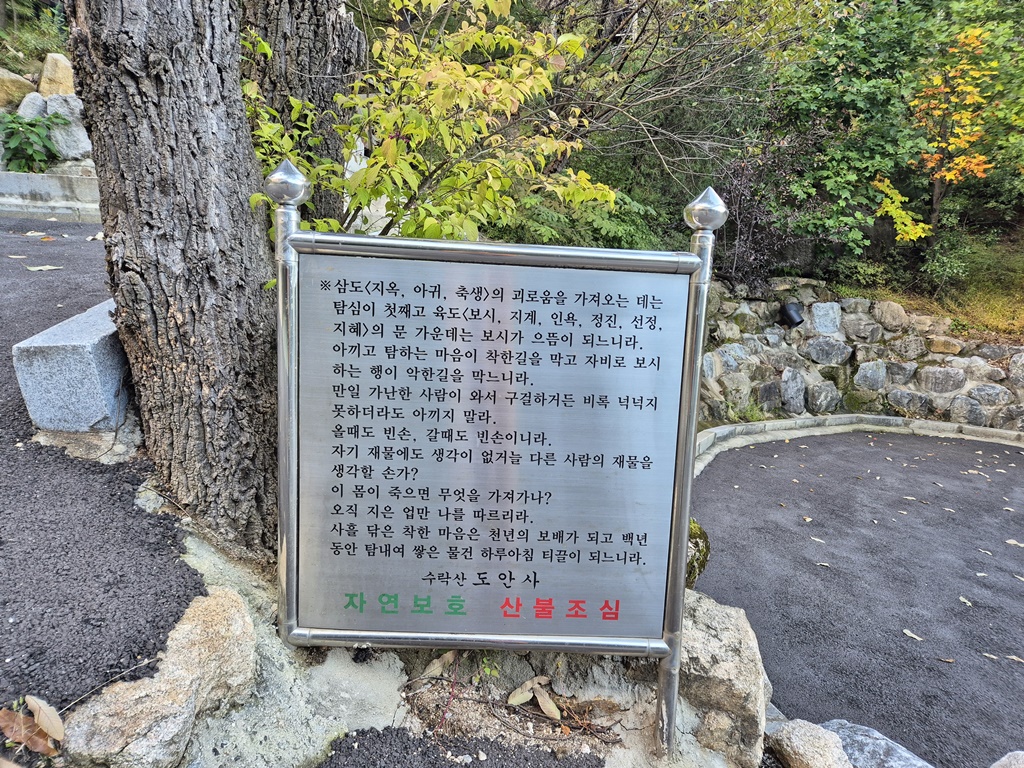 ※삼도<지옥, 아귀, 축생>의 괴로움을 가져오는 데는
탐심이 첫째고 육도<보시, 지계, 인욕, 정진, 선정,
지혜>의 문 가운데는 보시가 으뜸이 되느니라.
아끼고 탐하는 마음이 착한길을 막고 자비로 보시
하는 행이 악한길을 막느니라.
만일 가난한 사람이 와서 구걸하거든 비록 넉넉지
못하더라도 아끼지 말라.
올때도 빈손, 갈때도 빈손이니라.
자기 재물에도 생각이 없거늘 다른 사람의 재물을
생각할 손가?
이 몸이 죽으면 무엇을 가져가나?
오직 지은 업만 나를 따르리라.
사흘 닦은 착한 마음은 천년의 보배가 되고 백년
동안 탐내여 쌓은 물건 하루아침 티끌이 되느니라.
수락산 도안사
자연보호 산불조심